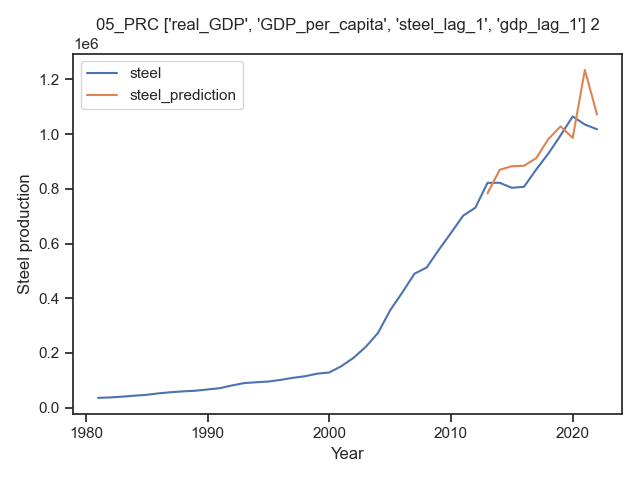 05_PRC ['real_GDP', 'GDP_per_capita', 'steel_lag_1', 'gdp_lag_1'] 2
1e6
steel
steel_prediction
1.2
1.0
0.8
0.6
0.4
0.2
0.0
Steel production
1980 1990 2000 2010 2020
Year